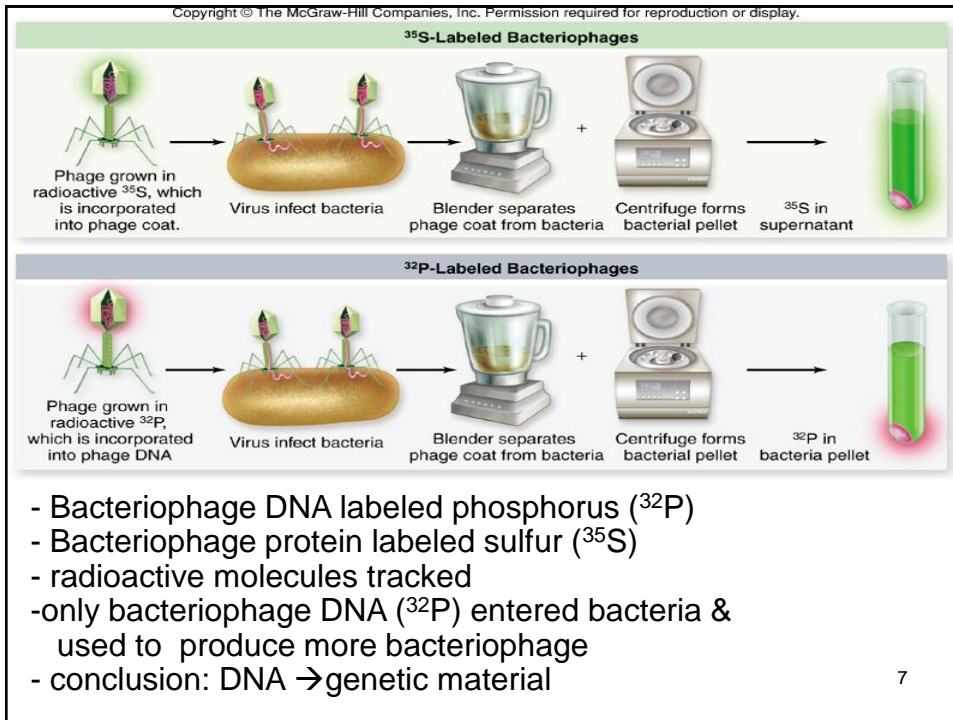 Copyright © The McGraw-Hill Companies, Inc. Permission required for reproduction or display.
³⁵S-Labeled Bacteriophages
Phage grown in
radioactive ³⁵S, which
is incorporated
into phage coat.
Virus infect bacteria
Blender separates
phage coat from bacteria
+
Centrifuge forms
bacterial pellet
³⁵S in
supernatant
³²P-Labeled Bacteriophages
Phage grown in
radioactive ³²P,
which is incorporated
into phage DNA
Virus infect bacteria
Blender separates
phage coat from bacteria
+
Centrifuge forms
bacterial pellet
³²P in
bacteria pellet
- Bacteriophage DNA labeled phosphorus (³²P)
- Bacteriophage protein labeled sulfur (³⁵S)
- radioactive molecules tracked
-only bacteriophage DNA (³²P) entered bacteria &
used to produce more bacteriophage
- conclusion: DNA →genetic material
7